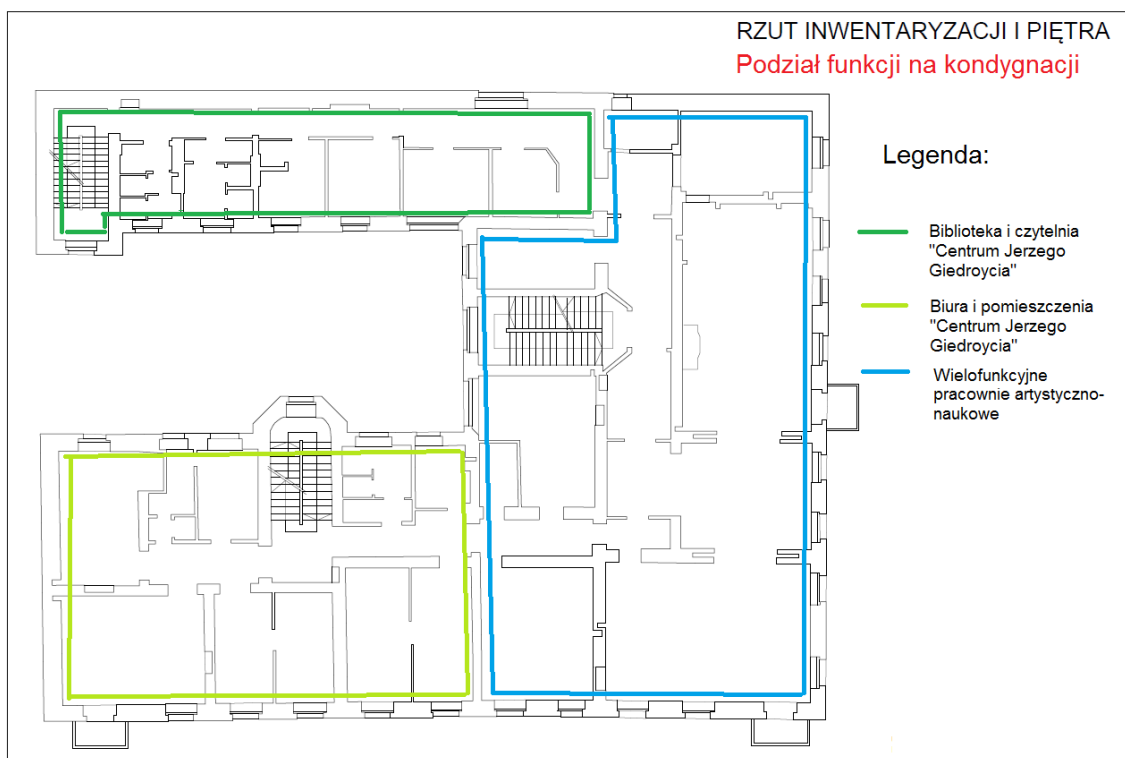 RZUT INWENTARYZACJI I PIĘTRA
Podział funkcji na kondygnacji
Legenda:
Biblioteka i czytelnia
"Centrum Jerzego
Giedroycia"
Biura i pomieszczenia
"Centrum Jerzego
Giedroycia"
Wielofunkcyjne
pracownie artystyczno-
naukowe